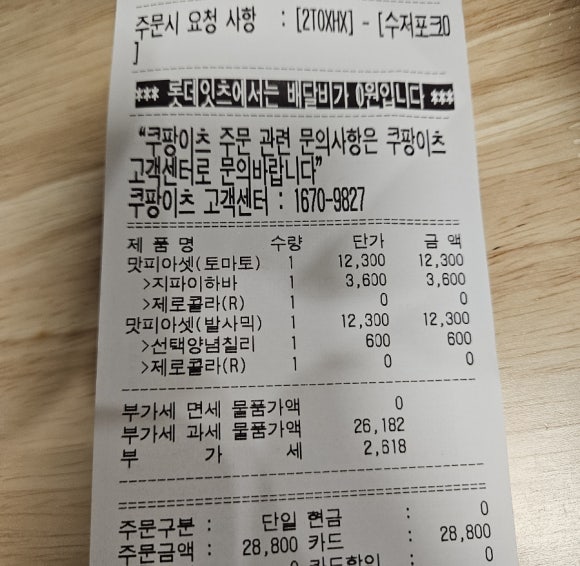 주문시 요청 사항 : [2T0XHX] - [수저포크0
]
*** 롯데잇츠에서는 배달비가 0원입니다 ***
"쿠팡이츠 주문 관련 문의사항은 쿠팡이츠
고객센터로 문의바랍니다"
쿠팡이츠 고객센터 : 1670-9827
제 품 명 수량 단가 금 액
맛피아셋(토마토) 1 12,300 12,300
>지파이하바 1 3,600 3,600
>제로콜라(R) 1 0 0
맛피아셋(발사믹) 1 12,300 12,300
>선택양념칠리 1 600 600
>제로콜라(R) 1 0 0
부가세 면세 물품가액 0
부가세 과세 물품가액 26,182
부 가 세 2,618
주문구분 : 단일 현금 : 0
주문금액 : 28,800 카드 : 28,800
0 카드할인 : 0